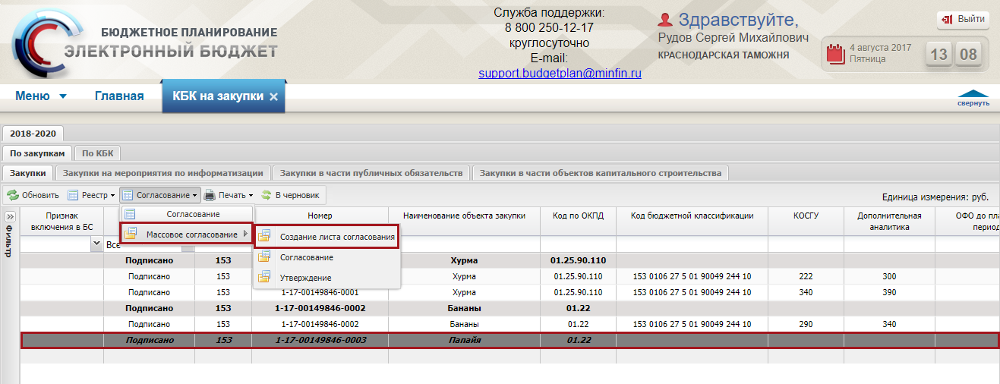 БЮДЖЕТНОЕ ПЛАНИРОВАНИЕ
ЭЛЕКТРОННЫЙ БЮДЖЕТ
Служба поддержки:
8 800 250-12-17
круглосуточно
E-mail:
support.budgetplan@minfin.ru
Здравствуйте,
Рудов Сергей Михайлович
КРАСНОДАРСКАЯ ТАМОЖНЯ
Выйти
4 августа 2017
Пятница
13 08
Меню Главная КБК на закупки
свернуть
2018-2020
По закупкам По КБК
Закупки Закупки на мероприятия по информатизации Закупки в части публичных обязательств Закупки в части объектов капитального строительства
Обновить Реестр Согласование Печать В черновик
Единица измерения: руб.
Фильтр
Признак включения в БС Номер Наименование объекта закупки Код по ОКПД Код бюджетной классификации КОСГУ Дополнительная аналитика ОФО до пла период
Согласование
Массовое согласование
Создание листа согласования
Согласование
Утверждение
Все
Подписано 153 Хурма 01.25.90.110
Подписано 153 Хурма 01.25.90.110 153 0106 27 5 01 90049 244 10 222 300
Подписано 153 1-17-00149846-0001 Хурма 01.25.90.110 153 0106 27 5 01 90049 244 10 340 390
Подписано 153 1-17-00149846-0002 Бананы 01.22
Подписано 153 1-17-00149846-0002 Бананы 01.22 153 0106 27 5 01 90049 244 10 290 340
Подписано 153 1-17-00149846-0003 Папайя 01.22